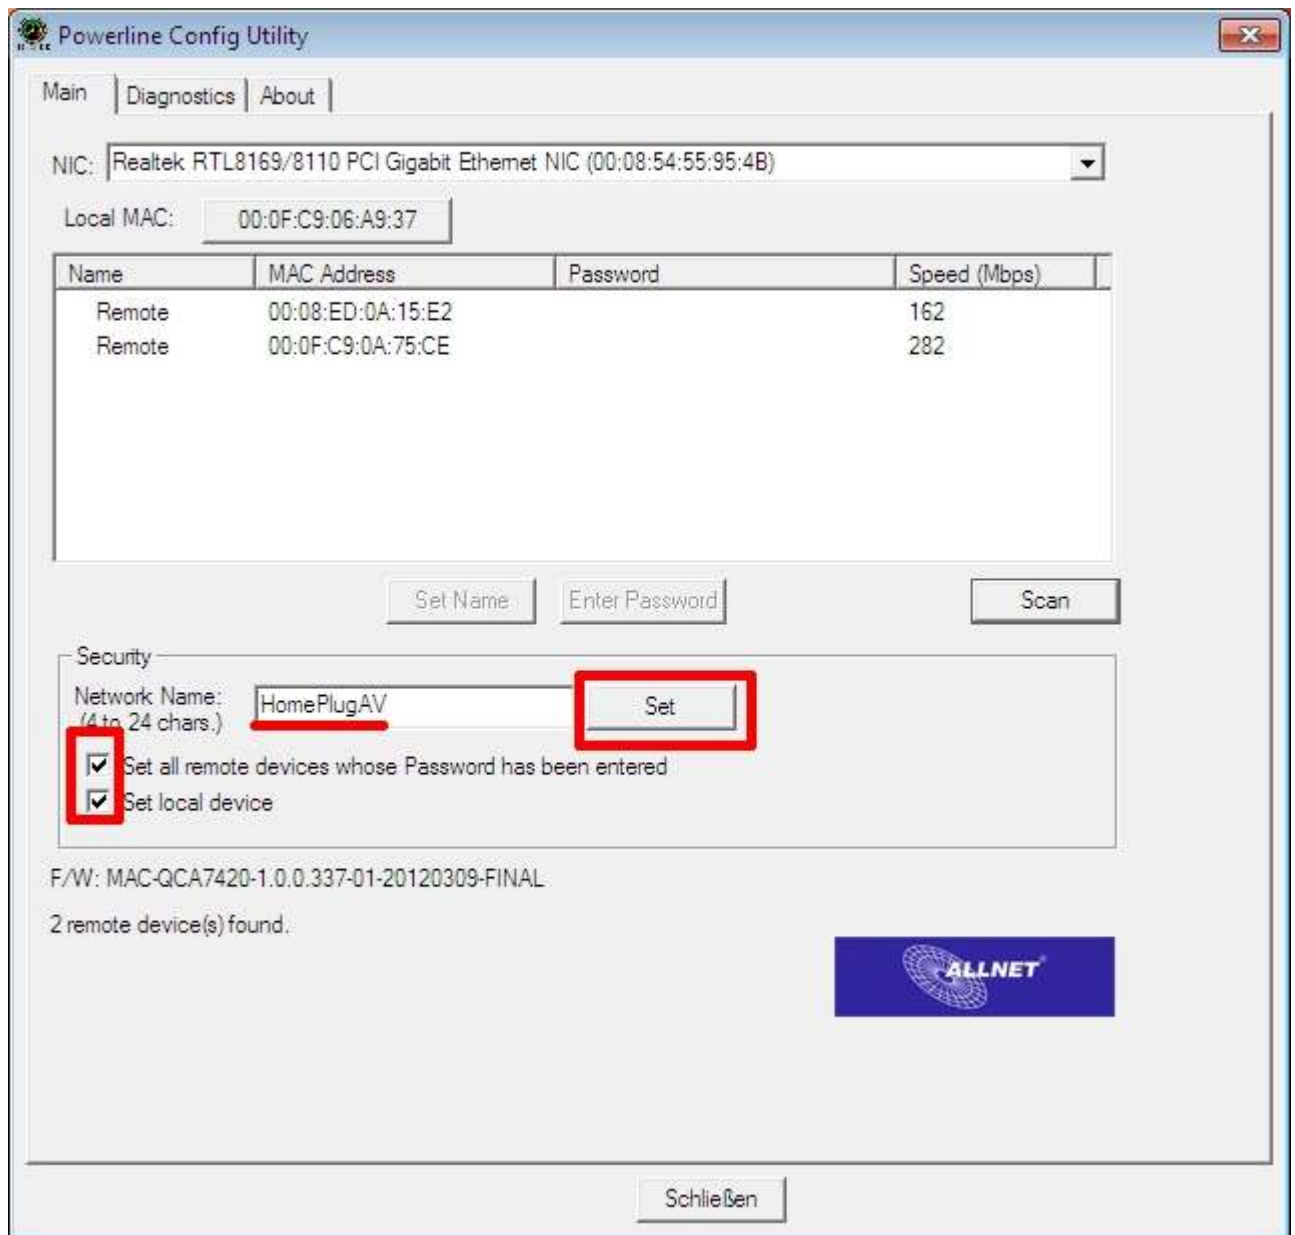 Powerline Config Utility
Main Diagnostics About
NIC: Realtek RTL8169/8110 PCI Gigabit Ethernet NIC (00:08:54:55:95:4B)
Local MAC: 00:0F:C9:06:A9:37
Name MAC Address Password Speed (Mbps)
Remote 00:08:ED:0A:15:E2 162
Remote 00:0F:C9:0A:75:CE 282
Set Name Enter Password Scan
Security
Network Name: HomePlugAV Set
(4 to 24 chars.)
Set all remote devices whose Password has been entered
Set local device
F/W: MAC-QCA7420-1.0.0.337-01-20120309-FINAL
2 remote device(s) found.
ALLNET
Schließen